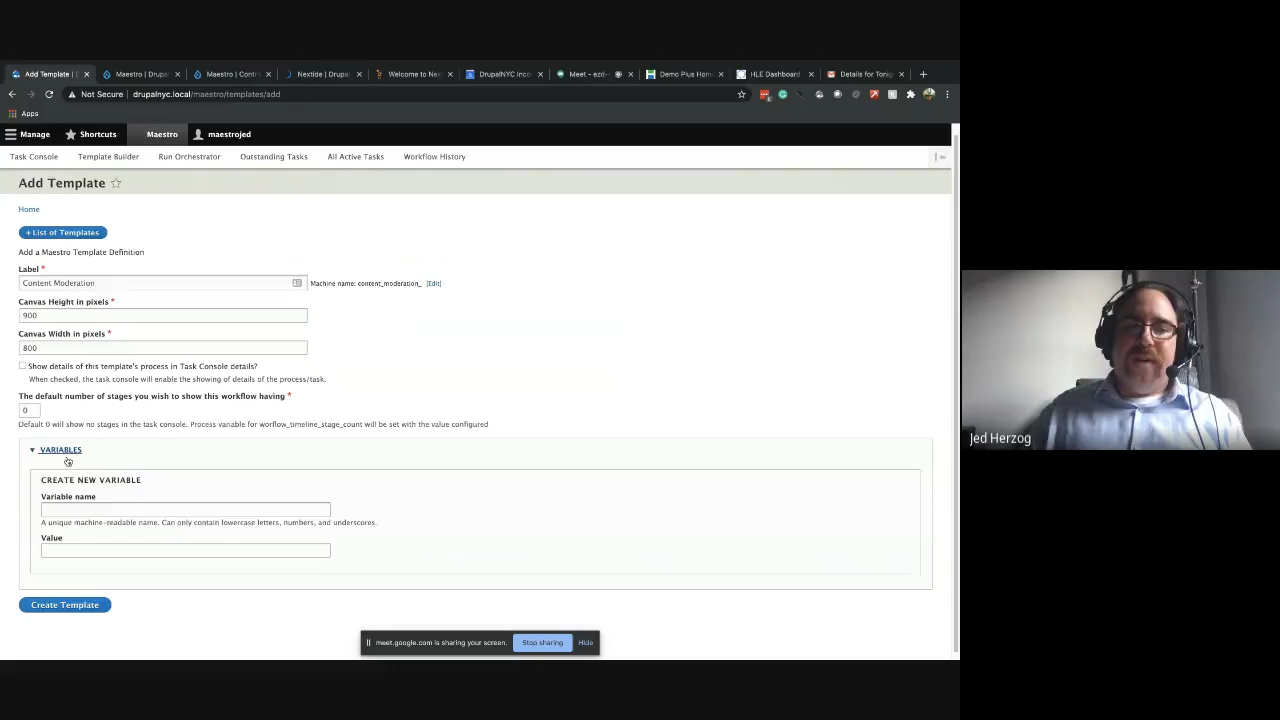 Add Template | D
Maestro | Drupa
Maestro | Contri
Nextide | Drupal
Welcome to Nex
DrupalNYC Inco
Meet - ezd-
Demo Plus Home
HLE Dashboard
Details for Tonig
Not Secure drupalnyc.local/maestro/templates/add
Apps
Manage Shortcuts Maestro maestrojed
Task Console Template Builder Run Orchestrator Outstanding Tasks All Active Tasks Workflow History
Add Template
Home
+ List of Templates
Add a Maestro Template Definition
Label *
Content Moderation Machine name: content_moderation_ [Edit]
Canvas Height in pixels *
900
Canvas Width in pixels *
800
Show details of this template's process in Task Console details?
When checked, the task console will enable the showing of details of the process/task.
The default number of stages you wish to show this workflow having *
0
Default 0 will show no stages in the task console. Process variable for worflow_timeline_stage_count will be set with the value configured
VARIABLES
CREATE NEW VARIABLE
Variable name
A unique machine-readable name. Can only contain lowercase letters, numbers, and underscores.
Value
Create Template
meet.google.com is sharing your screen. Stop sharing Hide
Jed Herzog